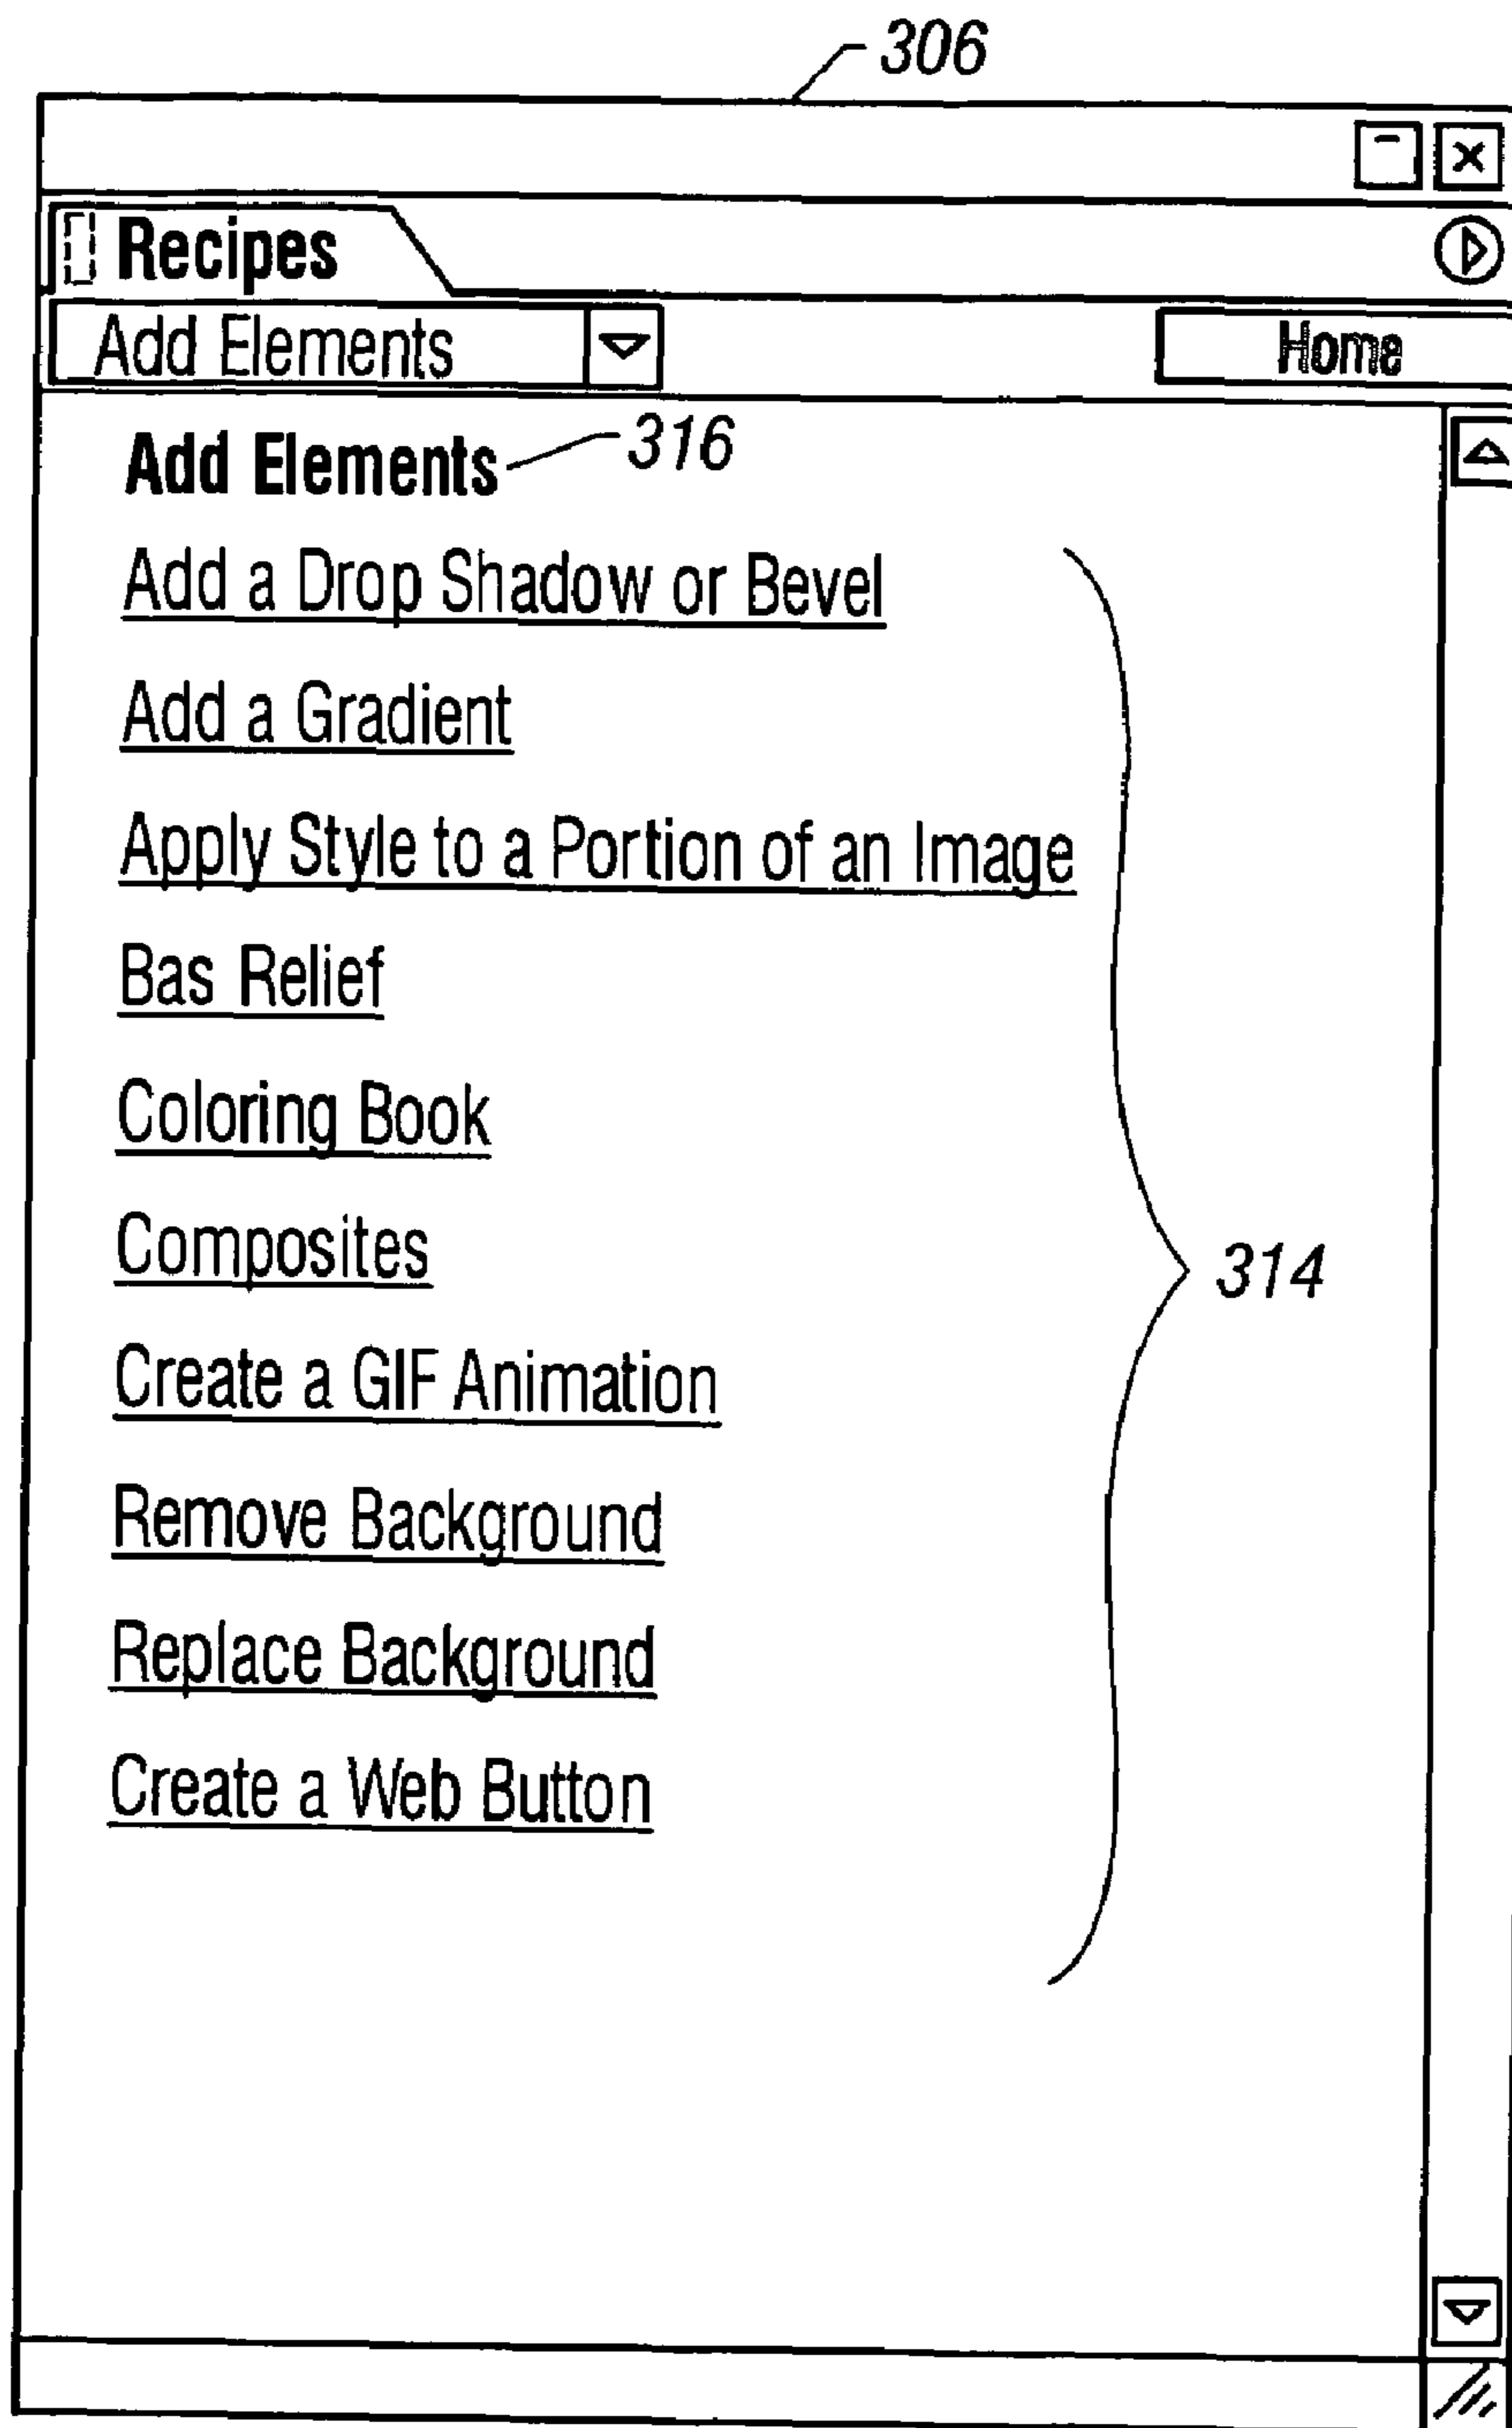 306
Recipes
Add Elements
Home
Add Elements 316
Add a Drop Shadow or Bevel
Add a Gradient
Apply Style to a Portion of an Image
Bas Relief
Coloring Book
Composites
314
Create a GIF Animation
Remove Background
Replace Background
Create a Web Button